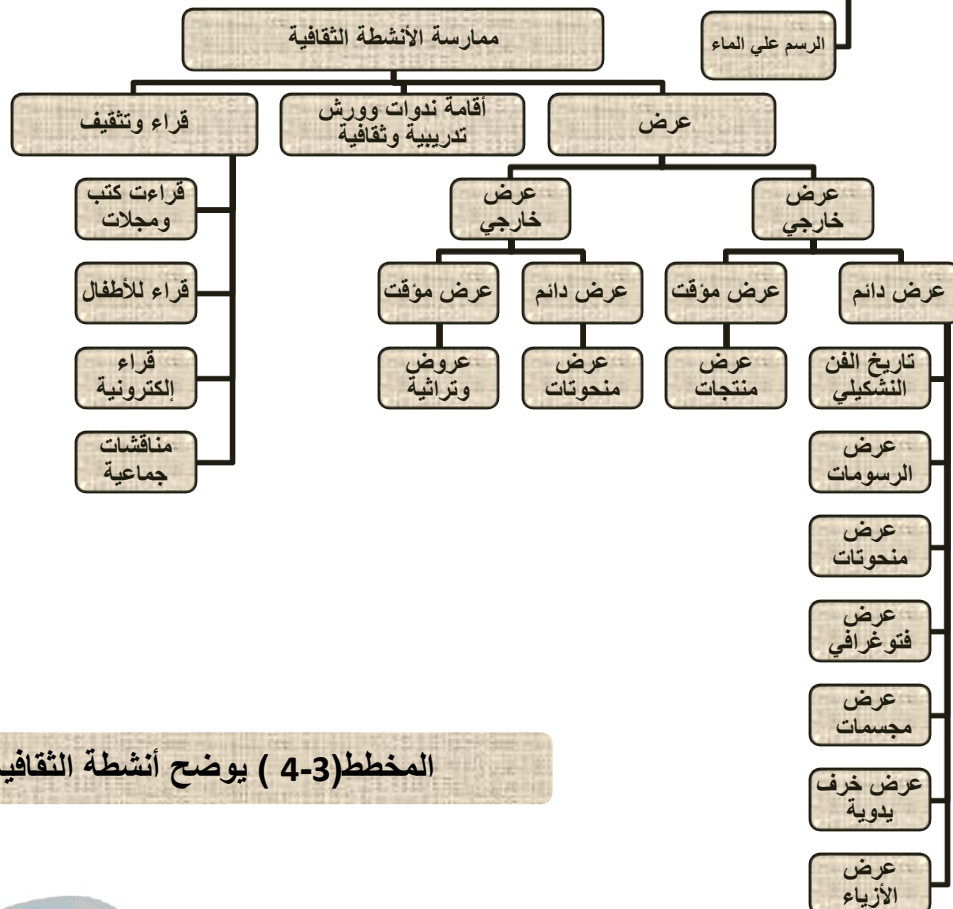 الرسم علي الماء
ممارسة الأنشطة الثقافية
عرض
أقامة ندوات وورش
تدريبية وثقافية
قراء وتثقيف
عرض
خارجي
عرض
خارجي
عرض دائم
عرض مؤقت
عرض دائم
عرض مؤقت
تاريخ الفن
التشكيلي
عرض
الرسومات
عرض
منحوتات
عرض
فتوغرافي
عرض
مجسمات
عرض خرف
يدوية
عرض
الأزياء
عرض
منتجات
عرض
منحوتات
عروض
وتراثية
قراءت كتب
ومجلات
قراء للأطفال
قراء
إلكترونية
مناقشات
جماعية
المخطط(3-4 ) يوضح أنشطة الثقافي